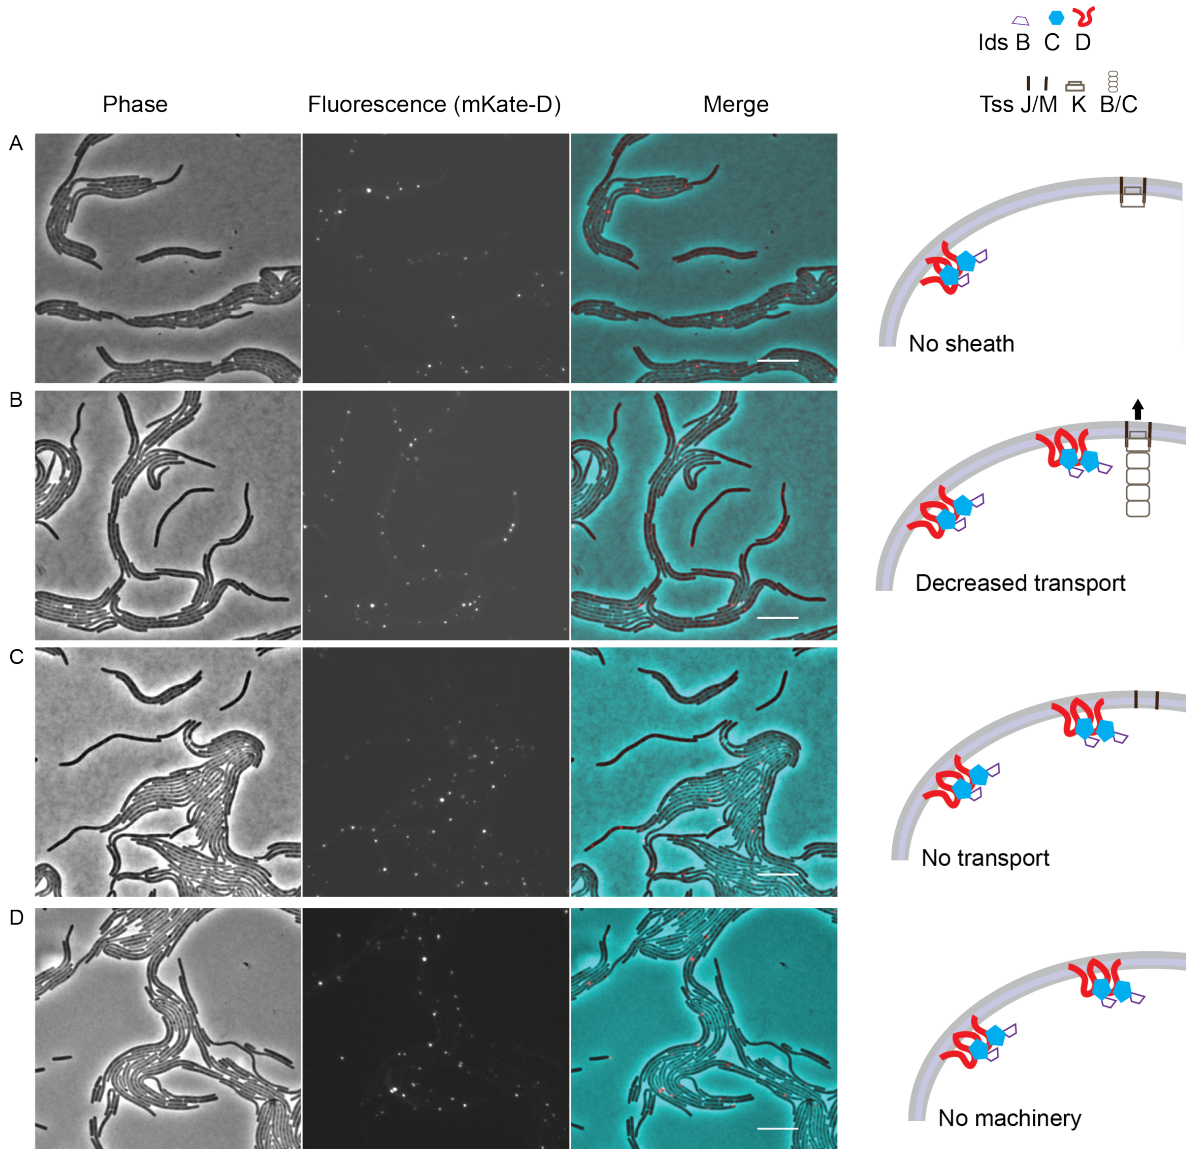 Ids B C D
Tss J/M K B/C
Phase Fluorescence (mKate-D) Merge
A
No sheath
B
Decreased transport
C
No transport
D
No machinery